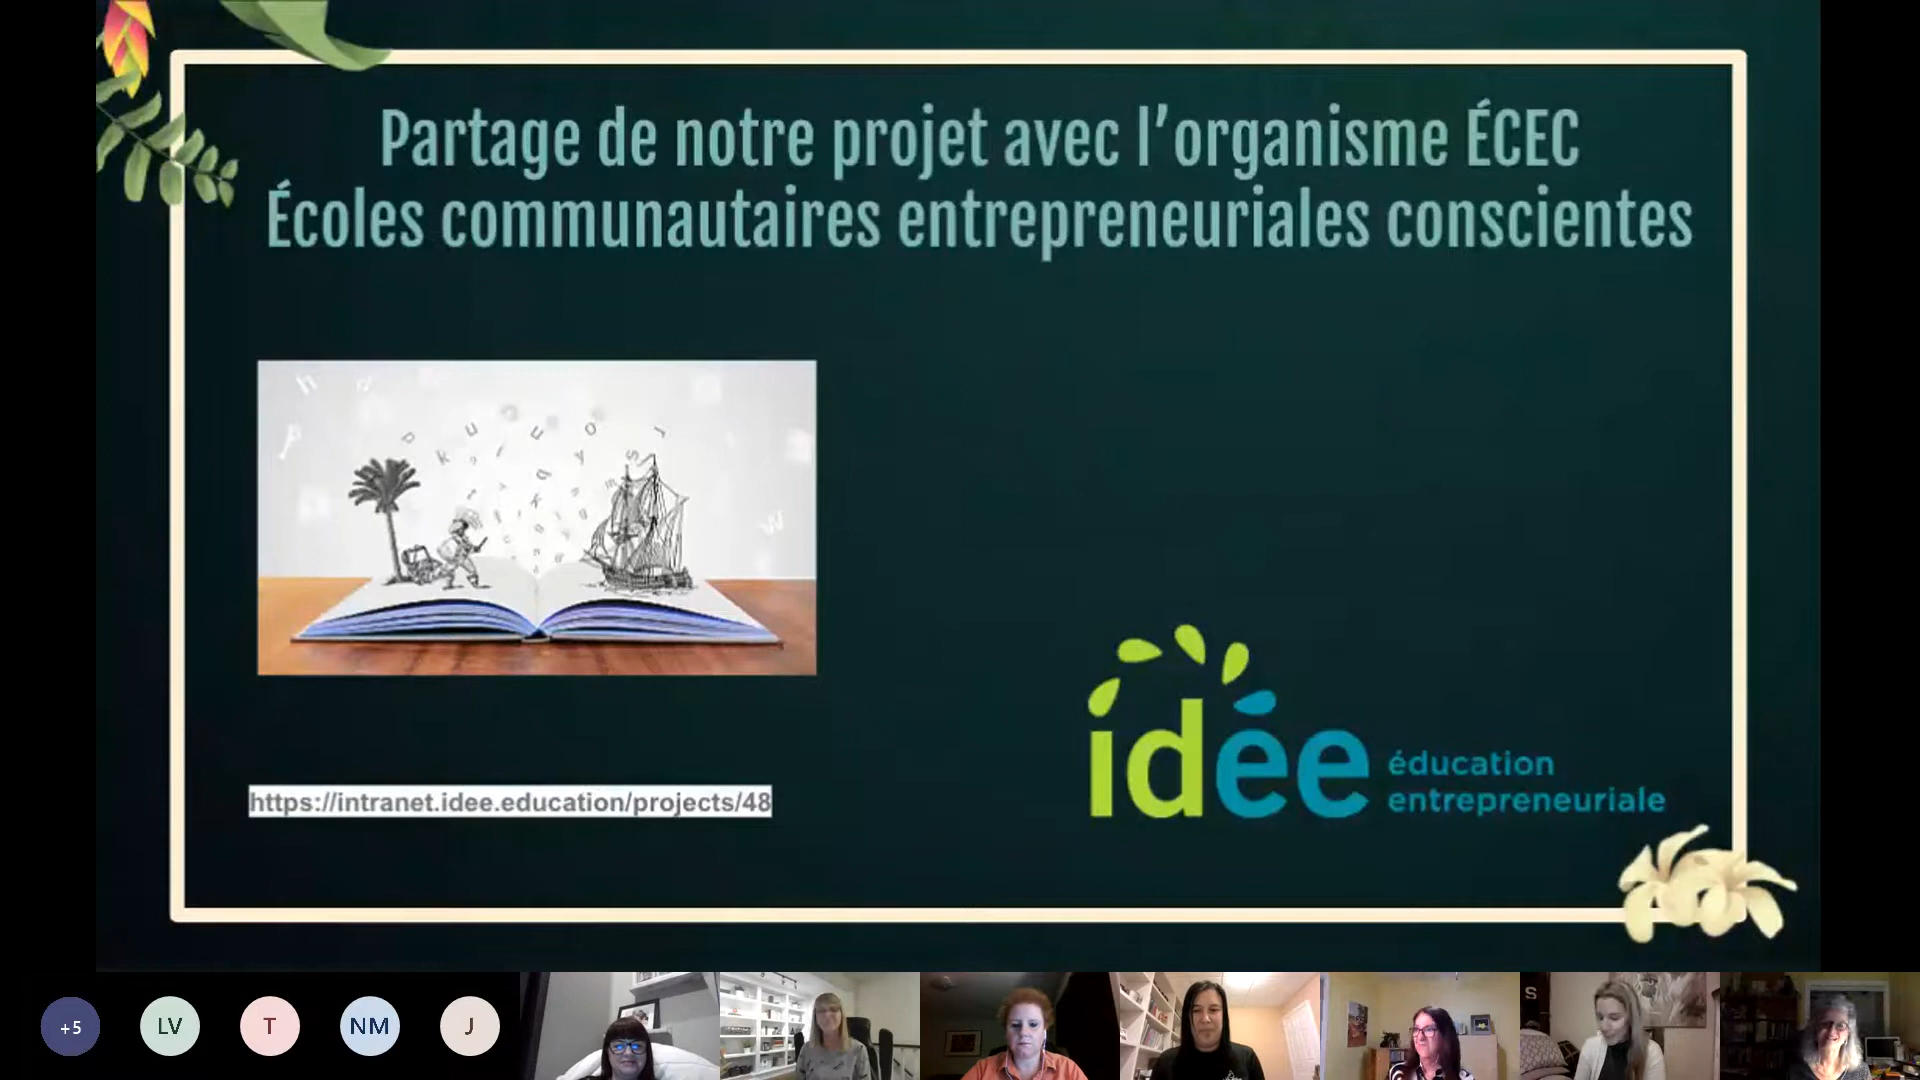 Partage de notre projet avec l’organisme ÉCEC
Écoles communautaires entrepreneuriales conscientes
idée
éducation
entrepreneuriale
https://intranet.idee.education/projects/48
+5
LV
T
NM
J
S